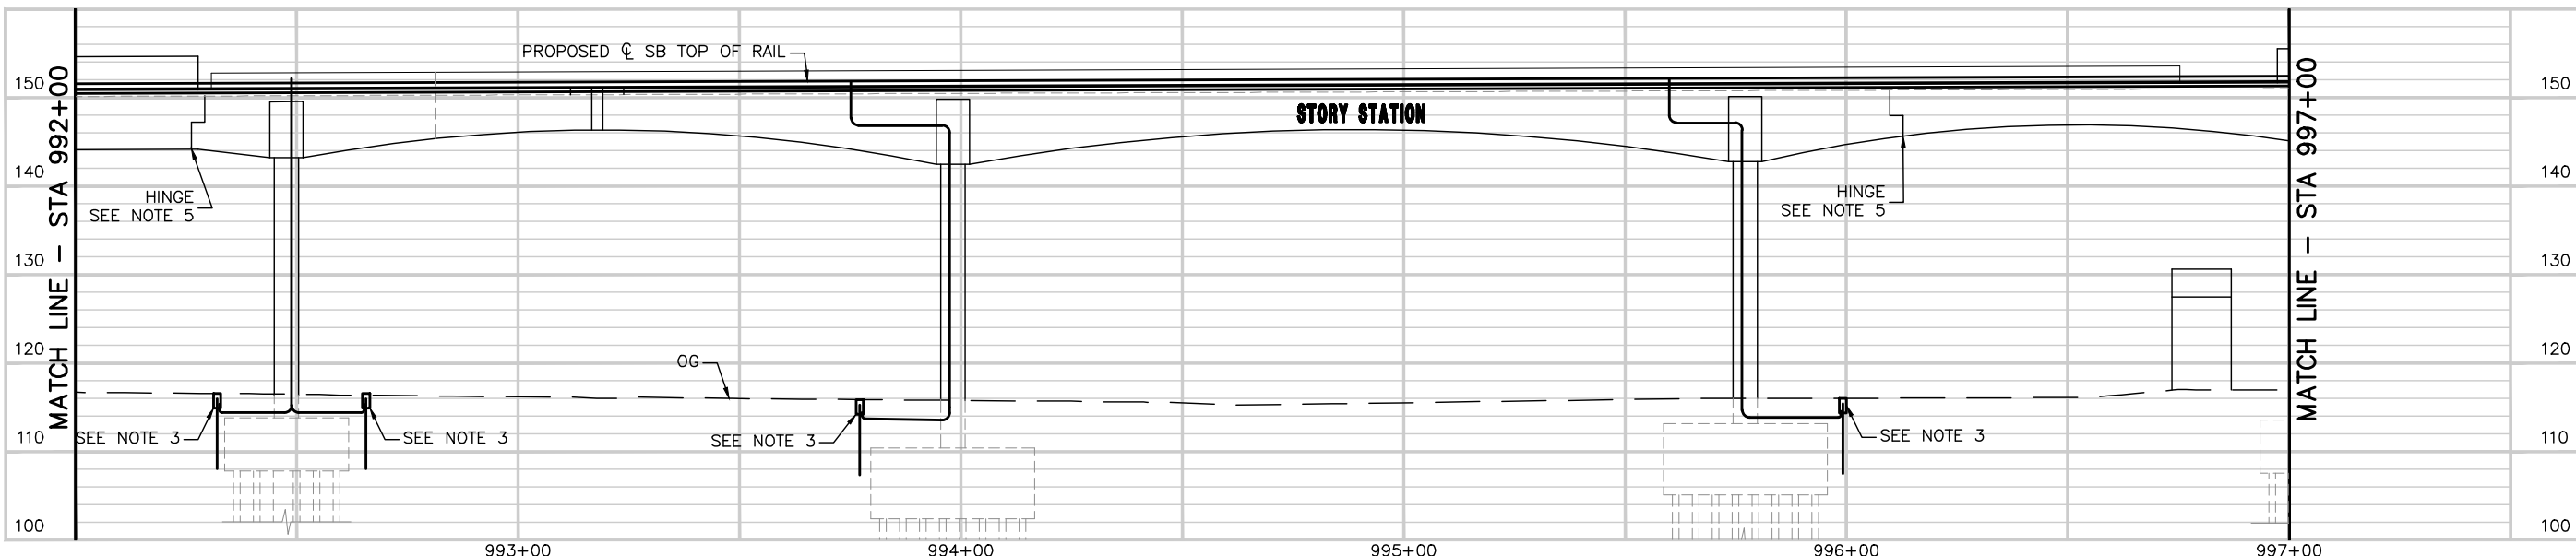 PROPOSED ℄ SB TOP OF RAIL
150
150
STORY STATION
140
HINGE
SEE NOTE 5
HINGE
SEE NOTE 5
140
130
130
MATCH LINE - STA 992+00
MATCH LINE - STA 997+00
120
OG
120
110
SEE NOTE 3
SEE NOTE 3
SEE NOTE 3
SEE NOTE 3
110
100
100
993+00
994+00
995+00
996+00
997+00